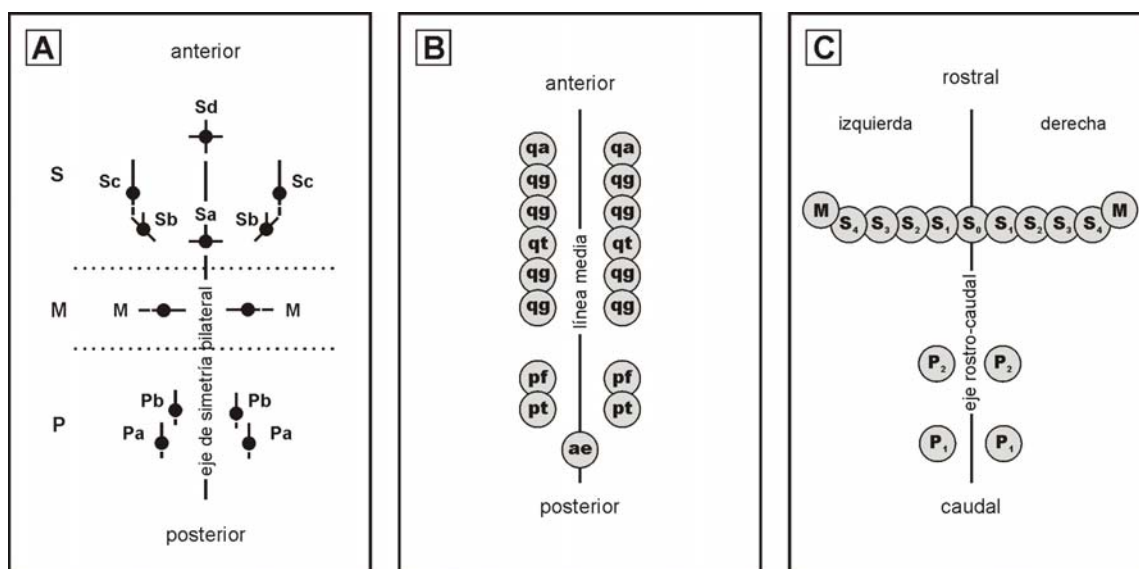 A
anterior
Sd
S
Sc Sc
Sb Sa Sb
M M M
eje de simetría pilateral
P
Pb Pb
Pa Pa
posterior
B
anterior
qa qa
qg qg
qg qg
qt qt
qg qg
qg qg
línea media
pf pf
pt pt
ae
posterior
C
rostral
izquierda derecha
M S4 S3 S2 S1 S0 S1 S2 S3 S4 M
eje rostro-caudal
P2 P2
P1 P1
caudal